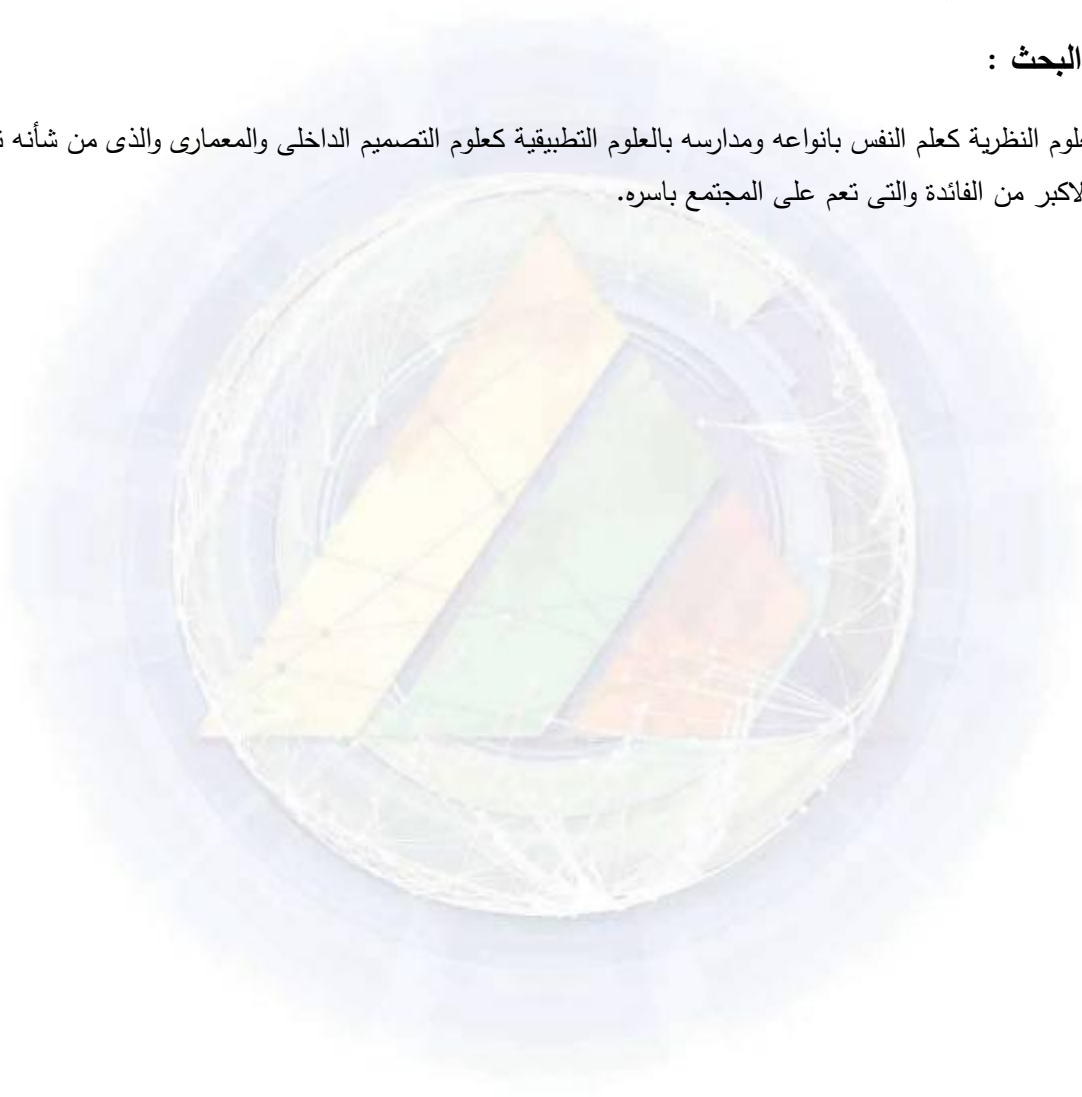 البحث :
علوم النظرية كعلم النفس بانواعه ومدارسه بالعلوم التطبيقية كعلوم التصميم الداخلى والمعمارى والذى من شأنه
لاكبر من الفائدة والتى تعم على المجتمع باسره.